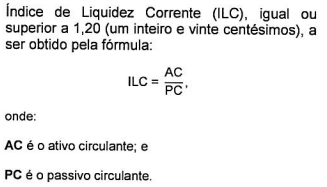 Índice de Liquidez Corrente (ILC), igual ou
superior a 1,20 (um inteiro e vinte centésimos), a
ser obtido pela fórmula:
ILC = AC/PC,
onde:
AC é o ativo circulante; e
PC é o passivo circulante.